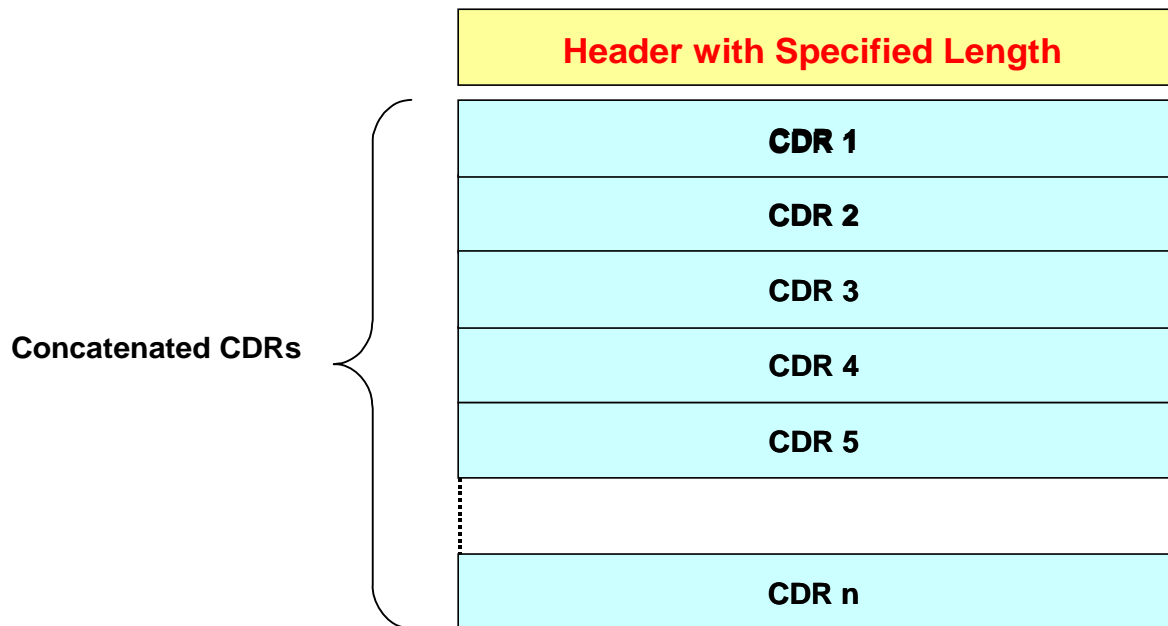 Header with Specified Length
CDR 1
CDR 2
CDR 3
Concatenated CDRs
CDR 4
CDR 5
CDR n